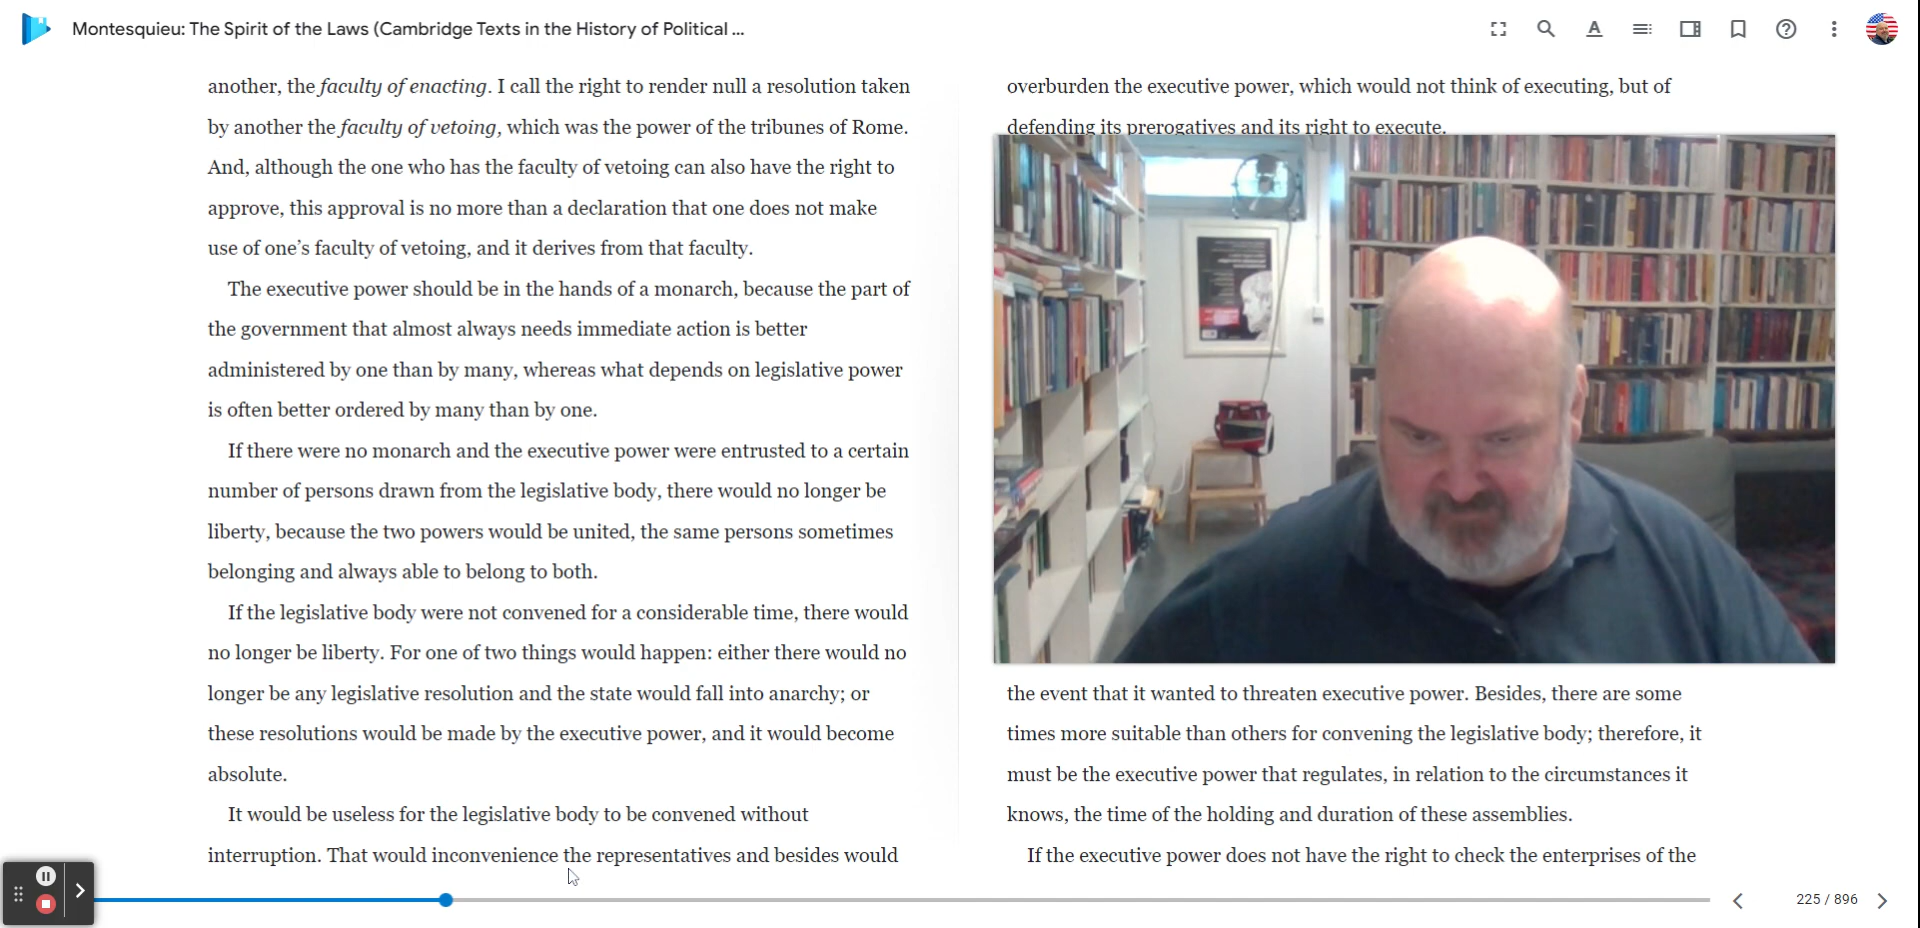 Montesquieu: The Spirit of the Laws (Cambridge Texts in the History of Political ...
another, the faculty of enacting. I call the right to render null a resolution taken
by another the faculty of vetoing, which was the power of the tribunes of Rome.
And, although the one who has the faculty of vetoing can also have the right to
approve, this approval is no more than a declaration that one does not make
use of one’s faculty of vetoing, and it derives from that faculty.
The executive power should be in the hands of a monarch, because the part of
the government that almost always needs immediate action is better
administered by one than by many, whereas what depends on legislative power
is often better ordered by many than by one.
If there were no monarch and the executive power were entrusted to a certain
number of persons drawn from the legislative body, there would no longer be
liberty, because the two powers would be united, the same persons sometimes
belonging and always able to belong to both.
If the legislative body were not convened for a considerable time, there would
no longer be liberty. For one of two things would happen: either there would no
longer be any legislative resolution and the state would fall into anarchy; or
these resolutions would be made by the executive power, and it would become
absolute.
It would be useless for the legislative body to be convened without
interruption. That would inconvenience the representatives and besides would
overburden the executive power, which would not think of executing, but of
defending its prerogatives and its right to execute.
the event that it wanted to threaten executive power. Besides, there are some
times more suitable than others for convening the legislative body; therefore, it
must be the executive power that regulates, in relation to the circumstances it
knows, the time of the holding and duration of these assemblies.
If the executive power does not have the right to check the enterprises of the
225 / 896